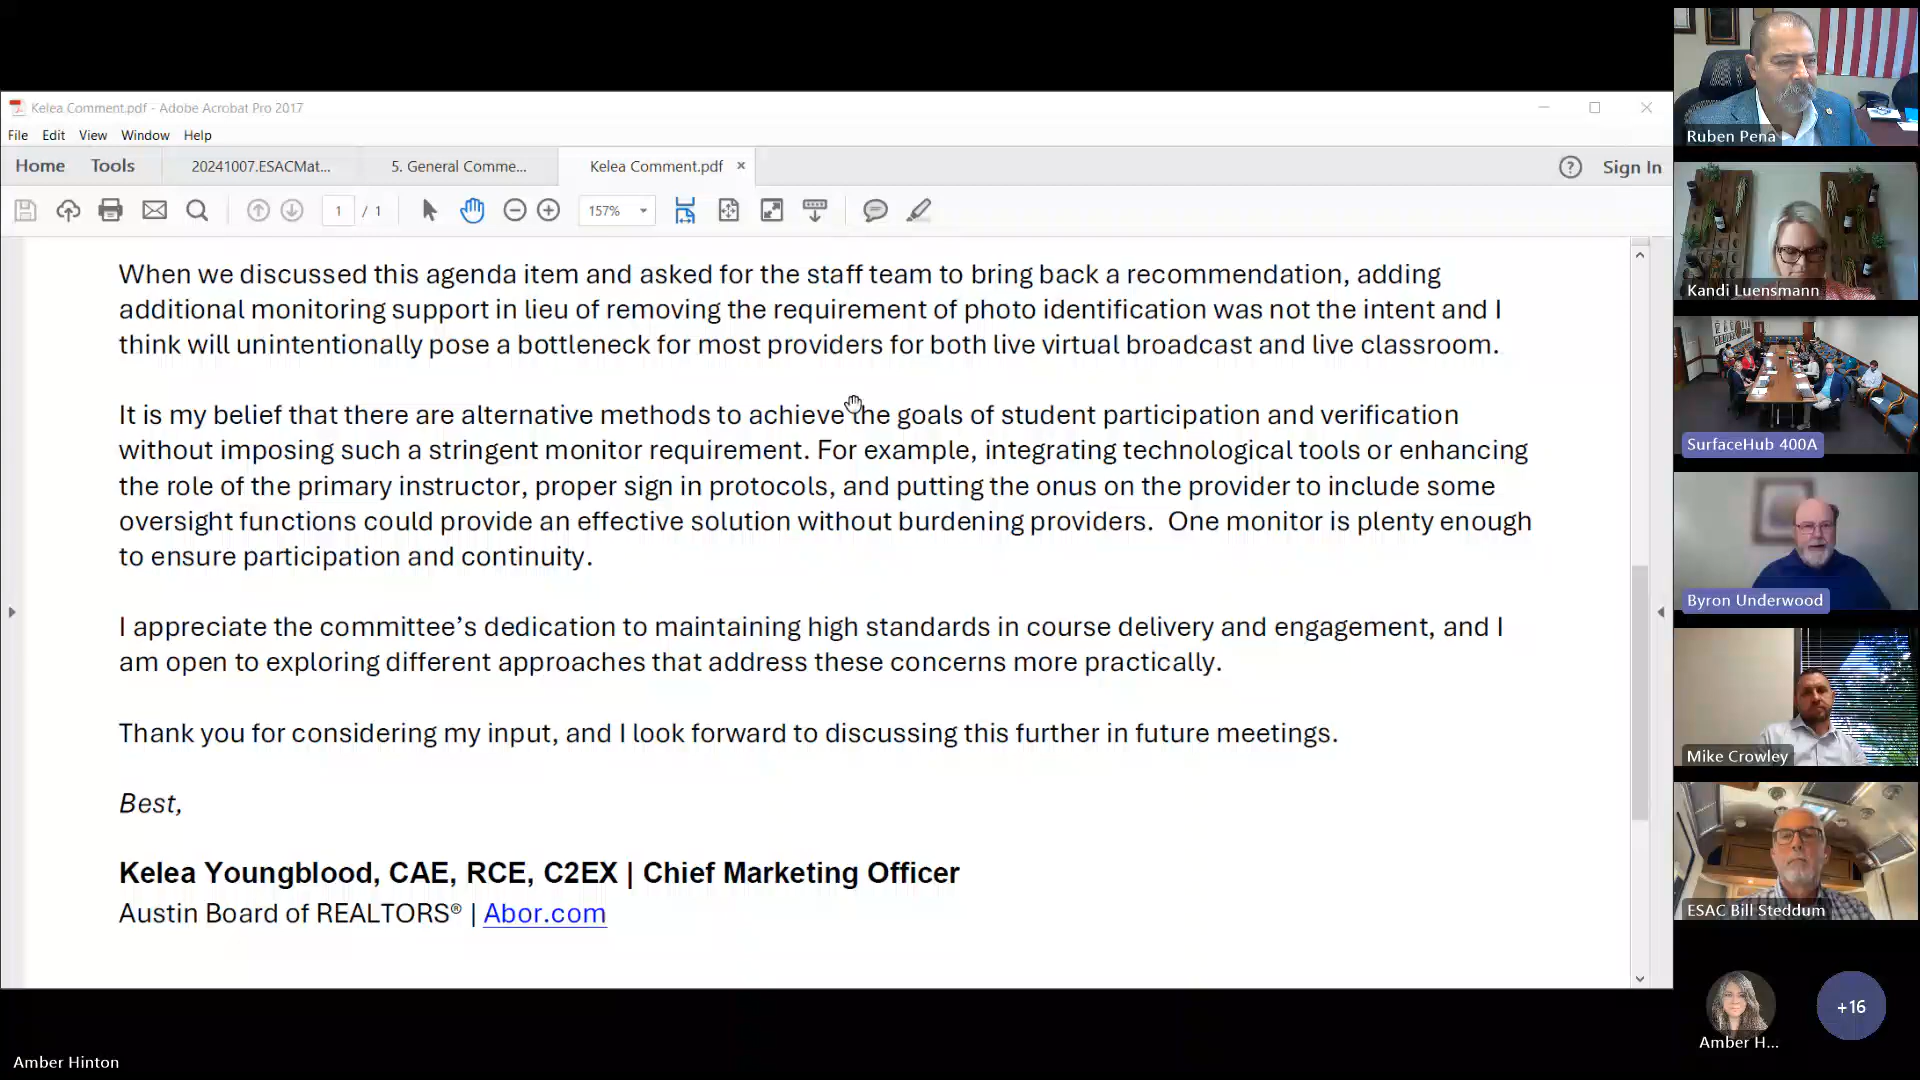 Kelea Comment.pdf - Adobe Acrobat Pro 2017
File Edit View Window Help
Home Tools 20241007.ESACMat... 5. General Comme... Kelea Comment.pdf × Sign In
1 / 1 157%
When we discussed this agenda item and asked for the staff team to bring back a recommendation, adding
additional monitoring support in lieu of removing the requirement of photo identification was not the intent and I
think will unintentionally pose a bottleneck for most providers for both live virtual broadcast and live classroom.
It is my belief that there are alternative methods to achieve the goals of student participation and verification
without imposing such a stringent monitor requirement. For example, integrating technological tools or enhancing
the role of the primary instructor, proper sign in protocols, and putting the onus on the provider to include some
oversight functions could provide an effective solution without burdening providers. One monitor is plenty enough
to ensure participation and continuity.
I appreciate the committee’s dedication to maintaining high standards in course delivery and engagement, and I
am open to exploring different approaches that address these concerns more practically.
Thank you for considering my input, and I look forward to discussing this further in future meetings.
Best,
Kelea Youngblood, CAE, RCE, C2EX | Chief Marketing Officer
Austin Board of REALTORS® | Abor.com
Amber Hinton
Ruben Pena
Kandi Luensmann
SurfaceHub 400A
Byron Underwood
Mike Crowley
ESAC Bill Steddum
Amber H...
+16